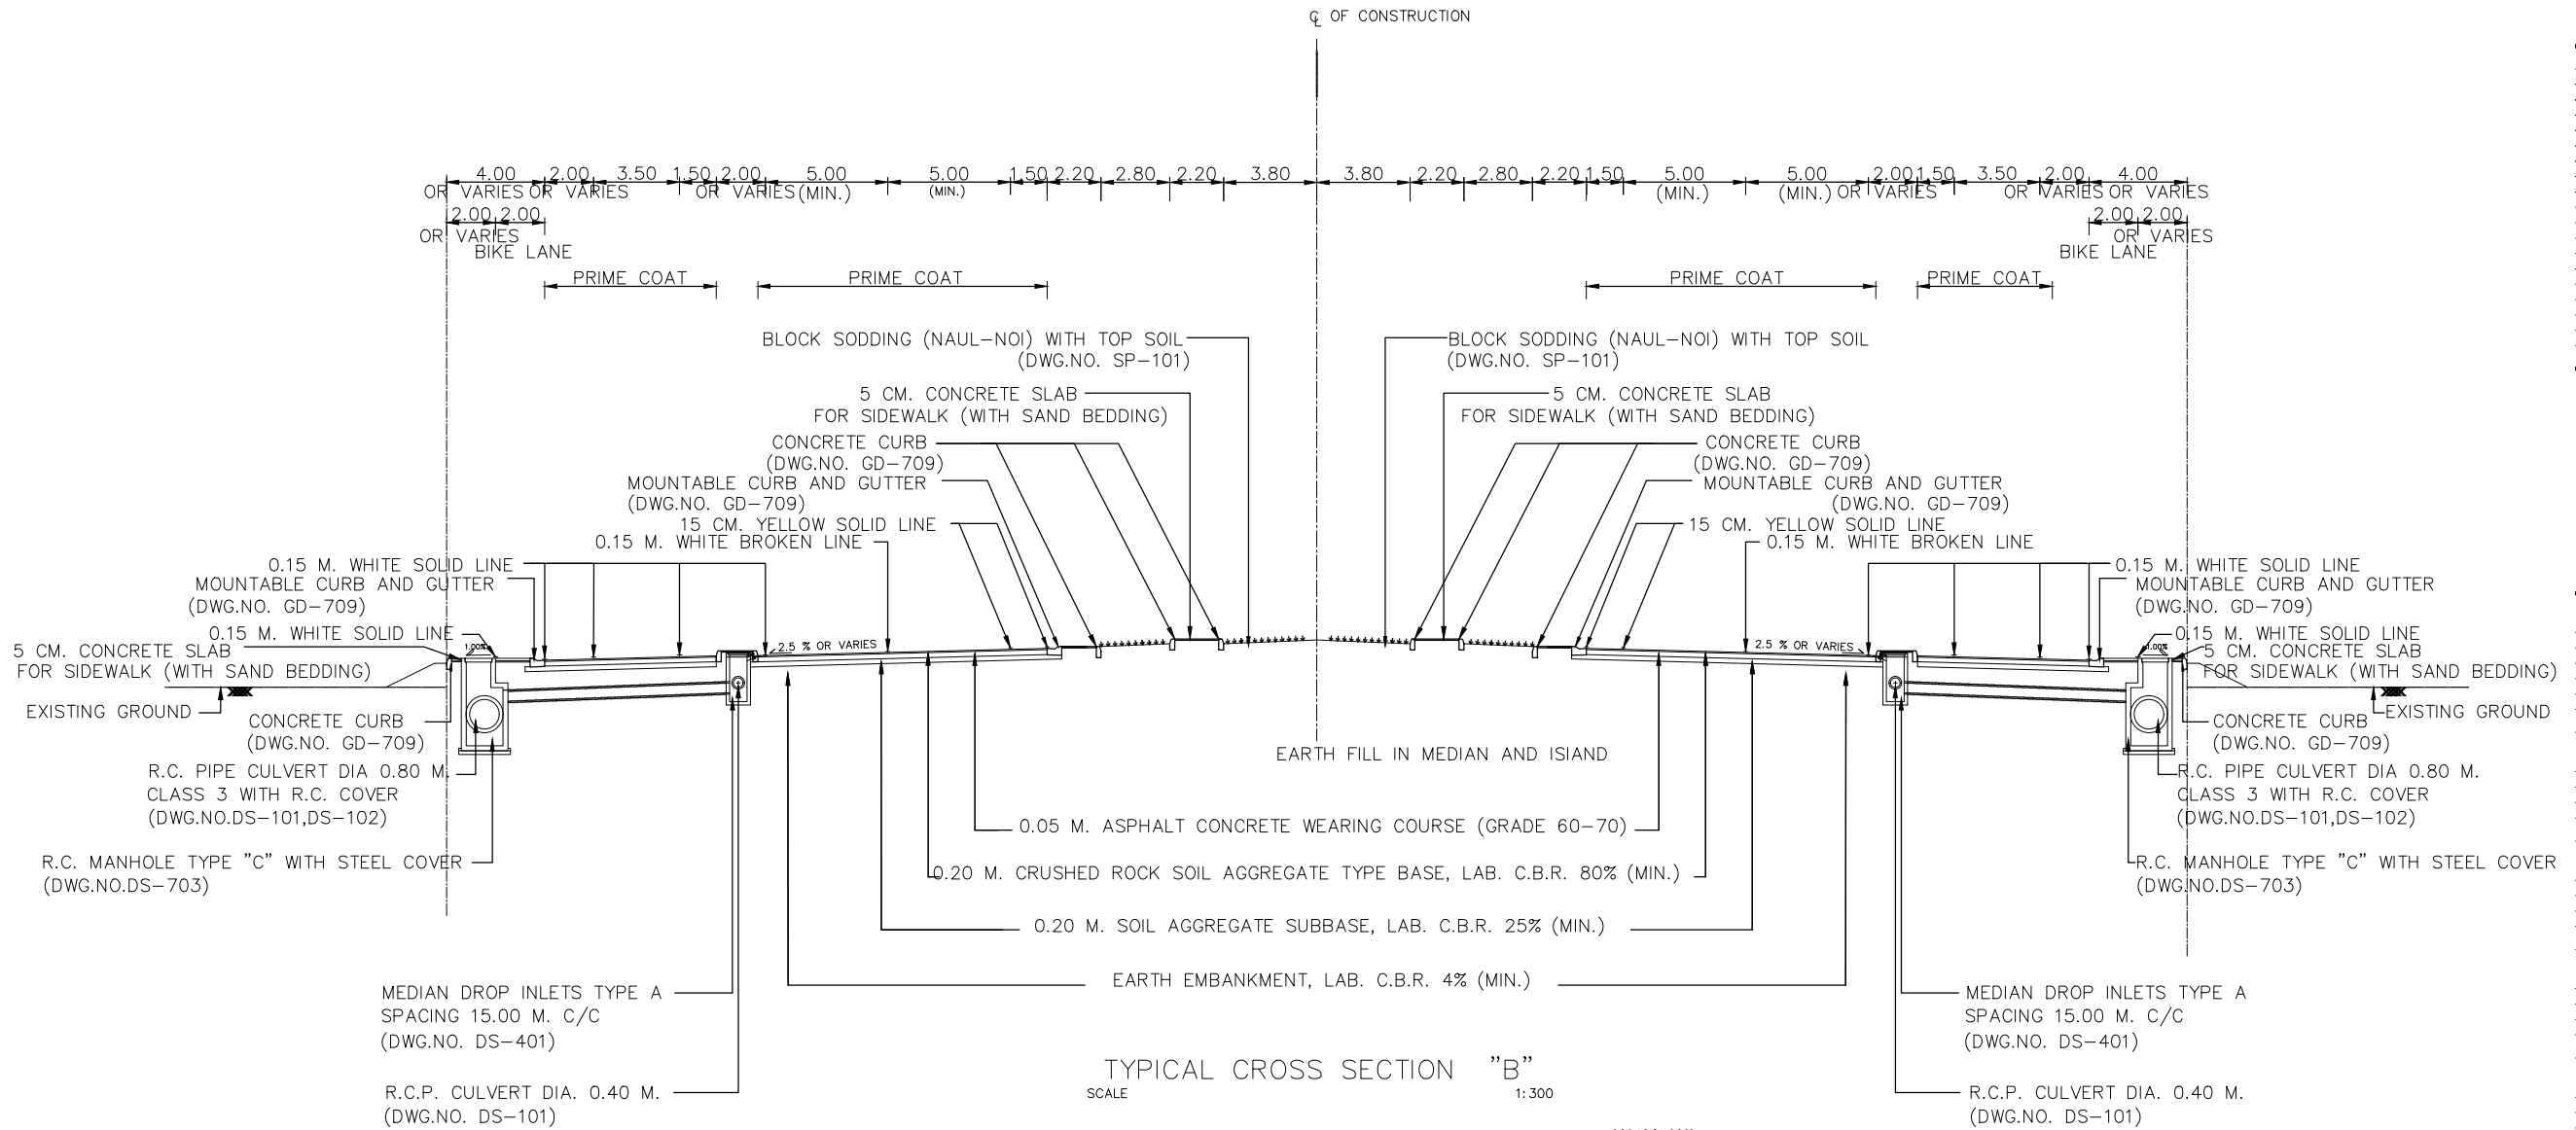 ℄ OF CONSTRUCTION
4.00 2.00 3.50 1.50 2.00 5.00 5.00 1.50 2.20 2.80 2.20 3.80 3.80 2.20 2.80 2.20 1.50 5.00 5.00 2.00 1.50 3.50 2.00 4.00
OR VARIES OR VARIES OR VARIES (MIN.) (MIN.) (MIN.) (MIN.) OR VARIES OR VARIES OR VARIES
2.00 2.00 2.00 2.00
OR VARIES OR VARIES
BIKE LANE BIKE LANE
PRIME COAT PRIME COAT PRIME COAT PRIME COAT
BLOCK SODDING (NAUL-NOI) WITH TOP SOIL
(DWG.NO. SP-101)
BLOCK SODDING (NAUL-NOI) WITH TOP SOIL
(DWG.NO. SP-101)
5 CM. CONCRETE SLAB
FOR SIDEWALK (WITH SAND BEDDING)
5 CM. CONCRETE SLAB
FOR SIDEWALK (WITH SAND BEDDING)
CONCRETE CURB
(DWG.NO. GD-709)
CONCRETE CURB
(DWG.NO. GD-709)
MOUNTABLE CURB AND GUTTER
(DWG.NO. GD-709)
MOUNTABLE CURB AND GUTTER
(DWG.NO. GD-709)
15 CM. YELLOW SOLID LINE
15 CM. YELLOW SOLID LINE
0.15 M. WHITE BROKEN LINE
0.15 M. WHITE BROKEN LINE
0.15 M. WHITE SOLID LINE
0.15 M. WHITE SOLID LINE
MOUNTABLE CURB AND GUTTER
(DWG.NO. GD-709)
MOUNTABLE CURB AND GUTTER
(DWG.NO. GD-709)
0.15 M. WHITE SOLID LINE
0.15 M. WHITE SOLID LINE
1.00%
2.5 % OR VARIES
2.5 % OR VARIES
1.00%
5 CM. CONCRETE SLAB
FOR SIDEWALK (WITH SAND BEDDING)
5 CM. CONCRETE SLAB
FOR SIDEWALK (WITH SAND BEDDING)
EXISTING GROUND
EXISTING GROUND
CONCRETE CURB
(DWG.NO. GD-709)
CONCRETE CURB
(DWG.NO. GD-709)
EARTH FILL IN MEDIAN AND ISIAND
R.C. PIPE CULVERT DIA 0.80 M.
CLASS 3 WITH R.C. COVER
(DWG.NO.DS-101,DS-102)
R.C. PIPE CULVERT DIA 0.80 M.
CLASS 3 WITH R.C. COVER
(DWG.NO.DS-101,DS-102)
0.05 M. ASPHALT CONCRETE WEARING COURSE (GRADE 60-70)
R.C. MANHOLE TYPE "C" WITH STEEL COVER
(DWG.NO.DS-703)
R.C. MANHOLE TYPE "C" WITH STEEL COVER
(DWG.NO.DS-703)
0.20 M. CRUSHED ROCK SOIL AGGREGATE TYPE BASE, LAB. C.B.R. 80% (MIN.)
0.20 M. SOIL AGGREGATE SUBBASE, LAB. C.B.R. 25% (MIN.)
EARTH EMBANKMENT, LAB. C.B.R. 4% (MIN.)
MEDIAN DROP INLETS TYPE A
SPACING 15.00 M. C/C
(DWG.NO. DS-401)
MEDIAN DROP INLETS TYPE A
SPACING 15.00 M. C/C
(DWG.NO. DS-401)
TYPICAL CROSS SECTION "B"
SCALE 1:300
R.C.P. CULVERT DIA. 0.40 M.
(DWG.NO. DS-101)
R.C.P. CULVERT DIA. 0.40 M.
(DWG.NO. DS-101)